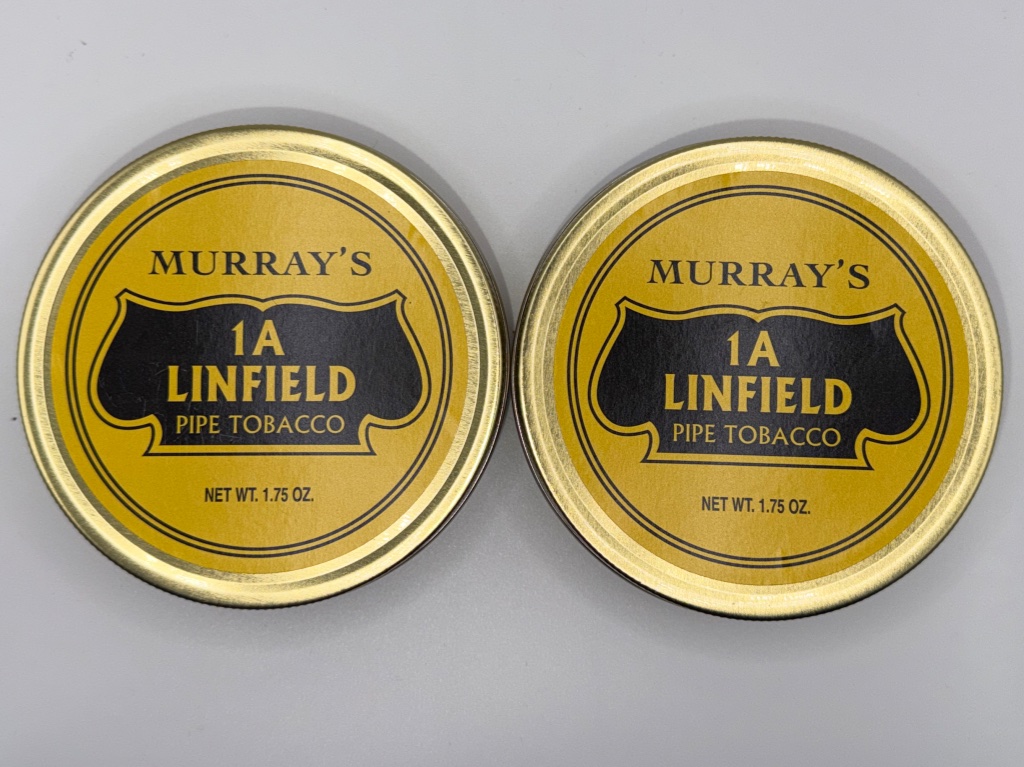 MURRAY'S
1A
LINFIELD
PIPE TOBACCO
NET WT. 1.75 OZ.
MURRAY'S
1A
LINFIELD
PIPE TOBACCO
NET WT. 1.75 OZ.